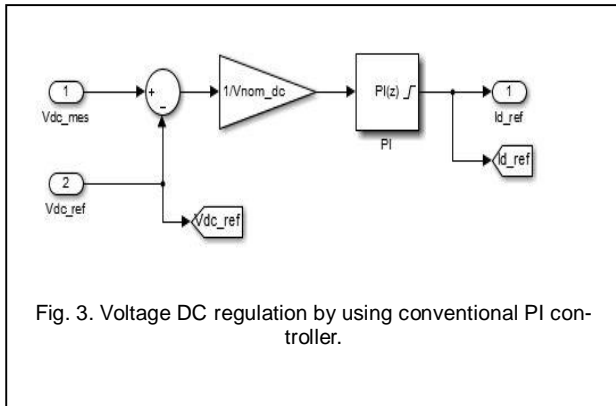 1
Vdc_mes
+
−
1/Vnom_dc
PI(z)
PI
1
Id_ref
Id_ref
2
Vdc_ref
Vdc_ref
Fig. 3. Voltage DC regulation by using conventional PI con-
troller.